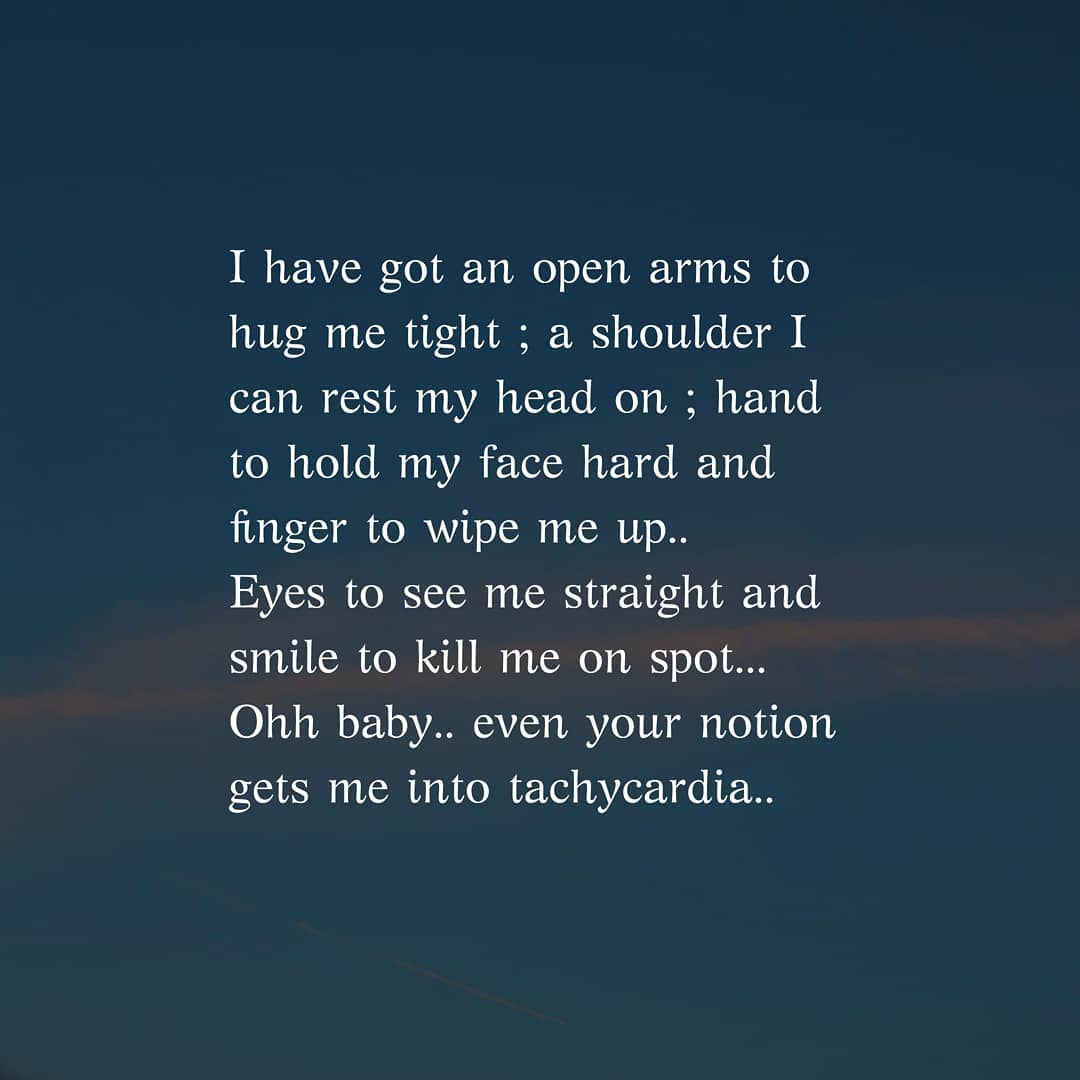 I have got an open arms to
hug me tight ; a shoulder I
can rest my head on ; hand
to hold my face hard and
finger to wipe me up..
Eyes to see me straight and
smile to kill me on spot...
Ohh baby.. even your notion
gets me into tachycardia..